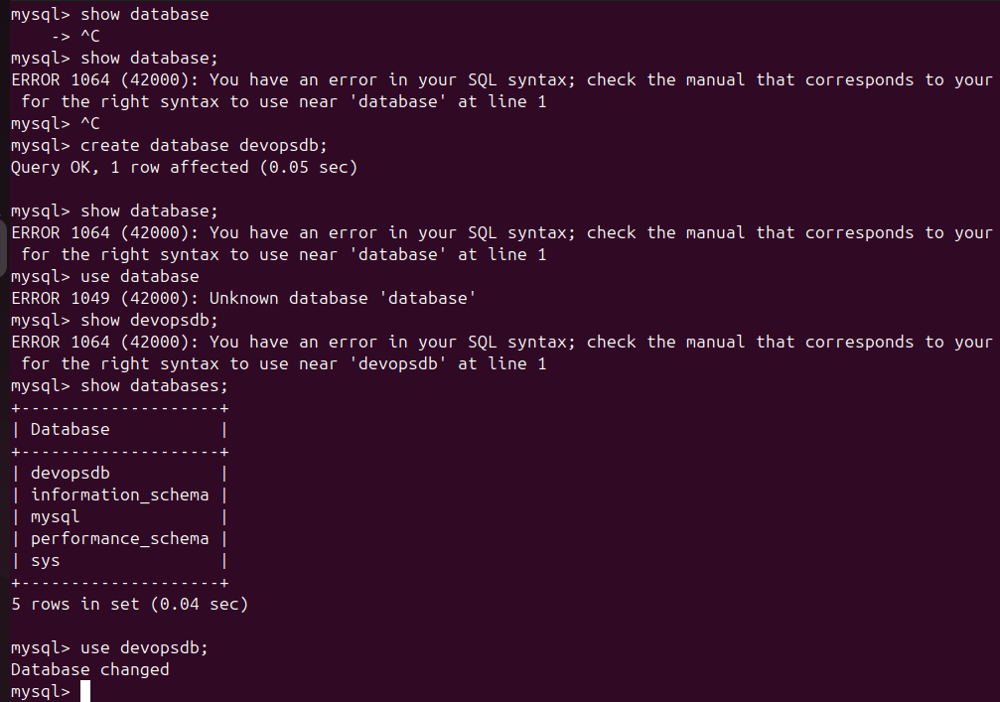 mysql> show database
    -> ^C
mysql> show database;
ERROR 1064 (42000): You have an error in your SQL syntax; check the manual that corresponds to your
 for the right syntax to use near 'database' at line 1
mysql> ^C
mysql> create database devopsdb;
Query OK, 1 row affected (0.05 sec)

mysql> show database;
ERROR 1064 (42000): You have an error in your SQL syntax; check the manual that corresponds to your
 for the right syntax to use near 'database' at line 1
mysql> use database
ERROR 1049 (42000): Unknown database 'database'
mysql> show devopsdb;
ERROR 1064 (42000): You have an error in your SQL syntax; check the manual that corresponds to your
 for the right syntax to use near 'devopsdb' at line 1
mysql> show databases;
+--------------------+
| Database           |
+--------------------+
| devopsdb           |
| information_schema |
| mysql              |
| performance_schema |
| sys                |
+--------------------+
5 rows in set (0.04 sec)

mysql> use devopsdb;
Database changed
mysql>